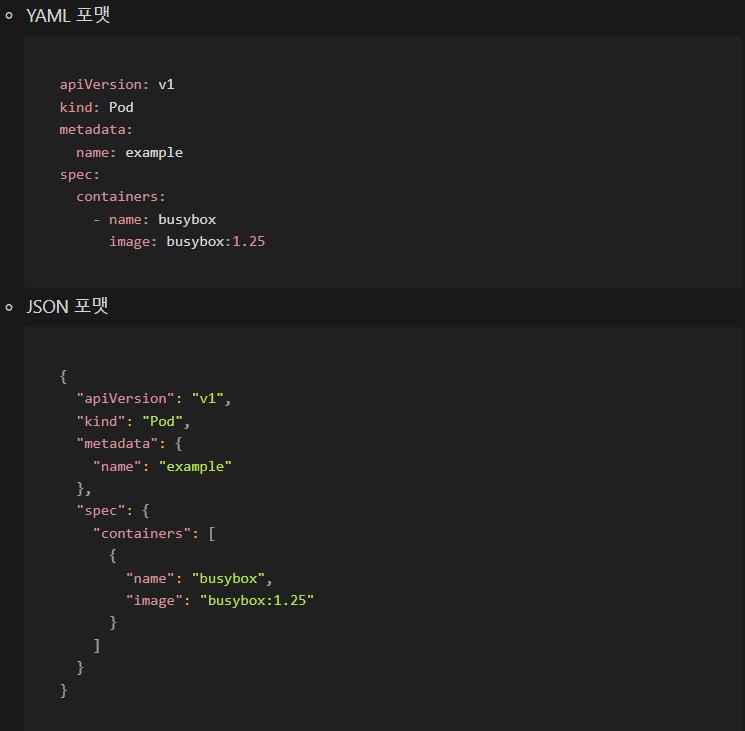 YAML 포맷
apiVersion: v1
kind: Pod
metadata:
  name: example
spec:
  containers:
    - name: busybox
      image: busybox:1.25
JSON 포맷
{
  "apiVersion": "v1",
  "kind": "Pod",
  "metadata": {
    "name": "example"
  },
  "spec": {
    "containers": [
      {
        "name": "busybox",
        "image": "busybox:1.25"
      }
    ]
  }
}